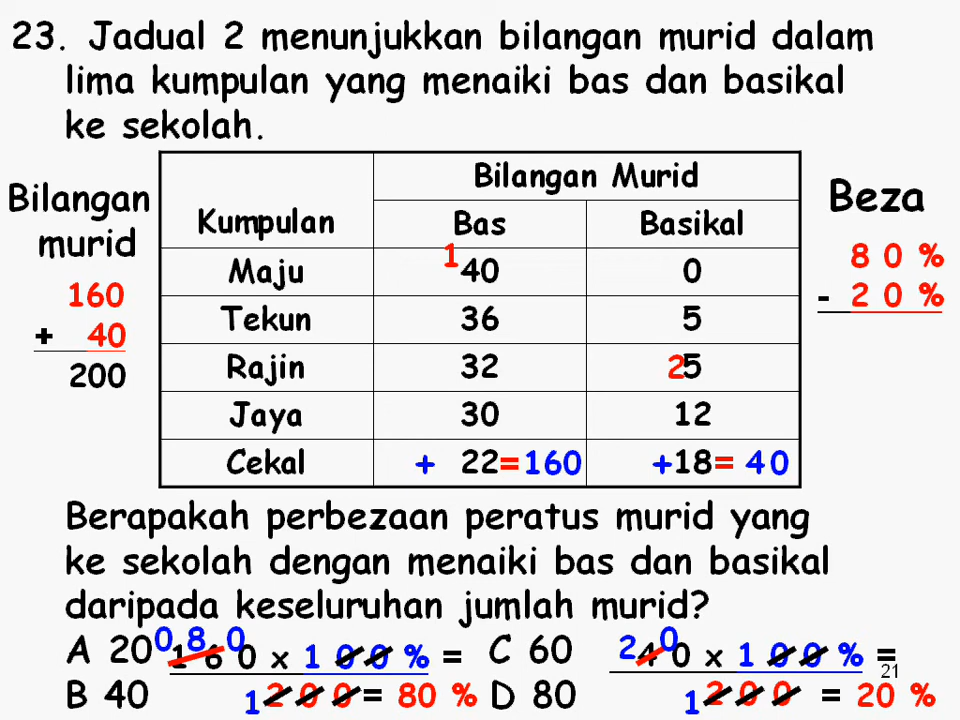 23. Jadual 2 menunjukkan bilangan murid dalam
lima kumpulan yang menaiki bas dan basikal
ke sekolah.
Bilangan
murid
160
+ 40
200
Bilangan Murid
Kumpulan Bas Basikal
1
Maju 40 0
Tekun 36 5
Rajin 32 2 5
Jaya 30 12
Cekal + 22 = 160 + 18 = 40
Beza
8 0 %
- 2 0 %
Berapakah perbezaan peratus murid yang
ke sekolah dengan menaiki bas dan basikal
daripada keseluruhan jumlah murid?
0 8 0 2 0
A 20 1 6 0 x 1 0 0 % = C 60 4 0 x 1 0 0 % =
B 40 1 2 0 0 = 80 % D 80 1 2 0 0 = 20 %
21